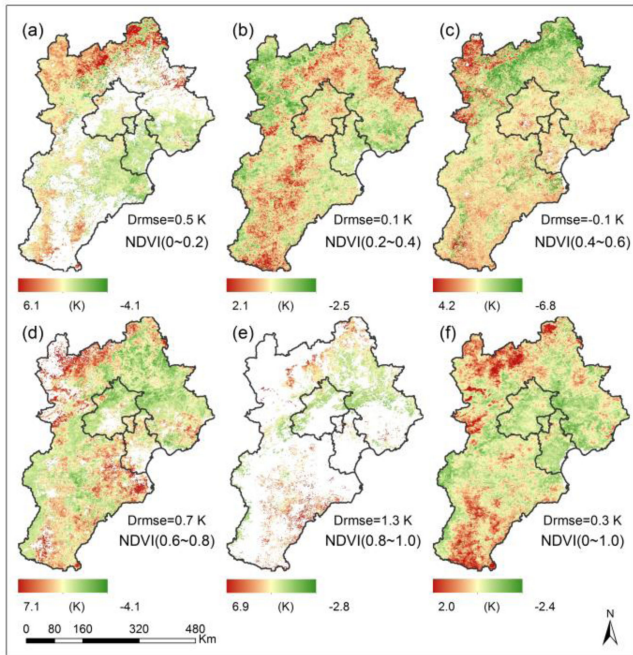 (a) (b) (c)
Drmse=0.5 K Drmse=0.1 K Drmse=-0.1 K
NDVI(0~0.2) NDVI(0.2~0.4) NDVI(0.4~0.6)
6.1 (K) -4.1 2.1 (K) -2.5 4.2 (K) -6.8
(d) (e) (f)
Drmse=0.7 K Drmse=1.3 K Drmse=0.3 K
NDVI(0.6~0.8) NDVI(0.8~1.0) NDVI(0~1.0)
7.1 (K) -4.1 6.9 (K) -2.8 2.0 (K) -2.4
N
0 80 160 320 480
Km